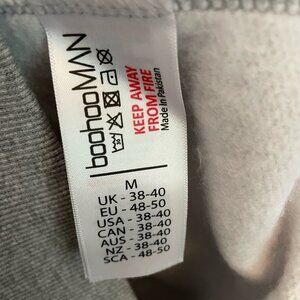 boohooMAN
KEEP AWAY
FROM FIRE
Made in Pakistan
M
UK - 38-40
EU - 48-50
USA - 38-40
CAN - 38-40
AUS - 38-40
NZ - 38-40
SCA - 48-50